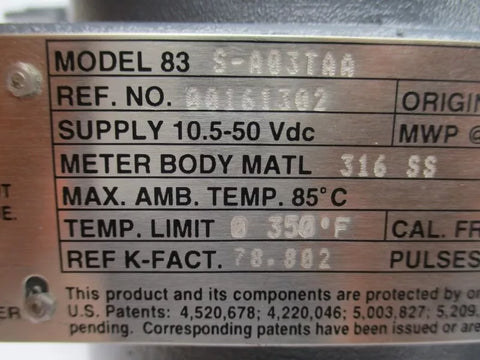 MODEL 83 S-A03TAA
REF. NO. 00161302 ORIGIN
SUPPLY 10.5-50 Vdc MWP @
METER BODY MATL 316 SS
MAX. AMB. TEMP. 85°C
TEMP. LIMIT 0 350°F CAL. FR
REF K-FACT. 78.802 PULSES
This product and its components are protected by on
U.S. Patents: 4,520,678; 4,220,046; 5,003,827; 5,209,
pending. Corresponding patents have been issued or are